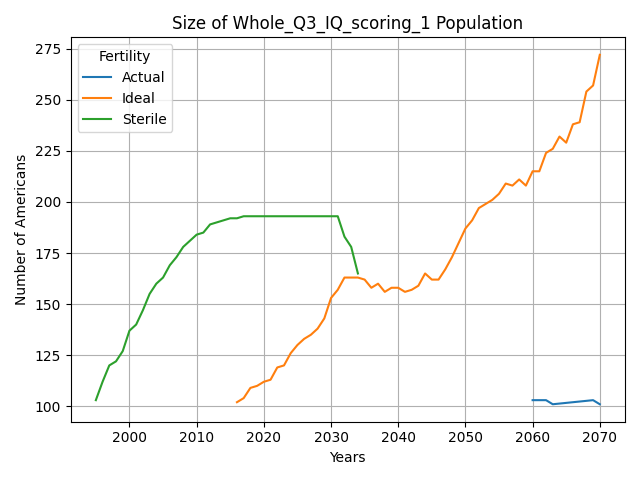 Size of Whole_Q3_IQ_scoring_1 Population
Fertility
Actual
Ideal
Sterile
Number of Americans
275
250
225
200
175
150
125
100
2000 2010 2020 2030 2040 2050 2060 2070
Years